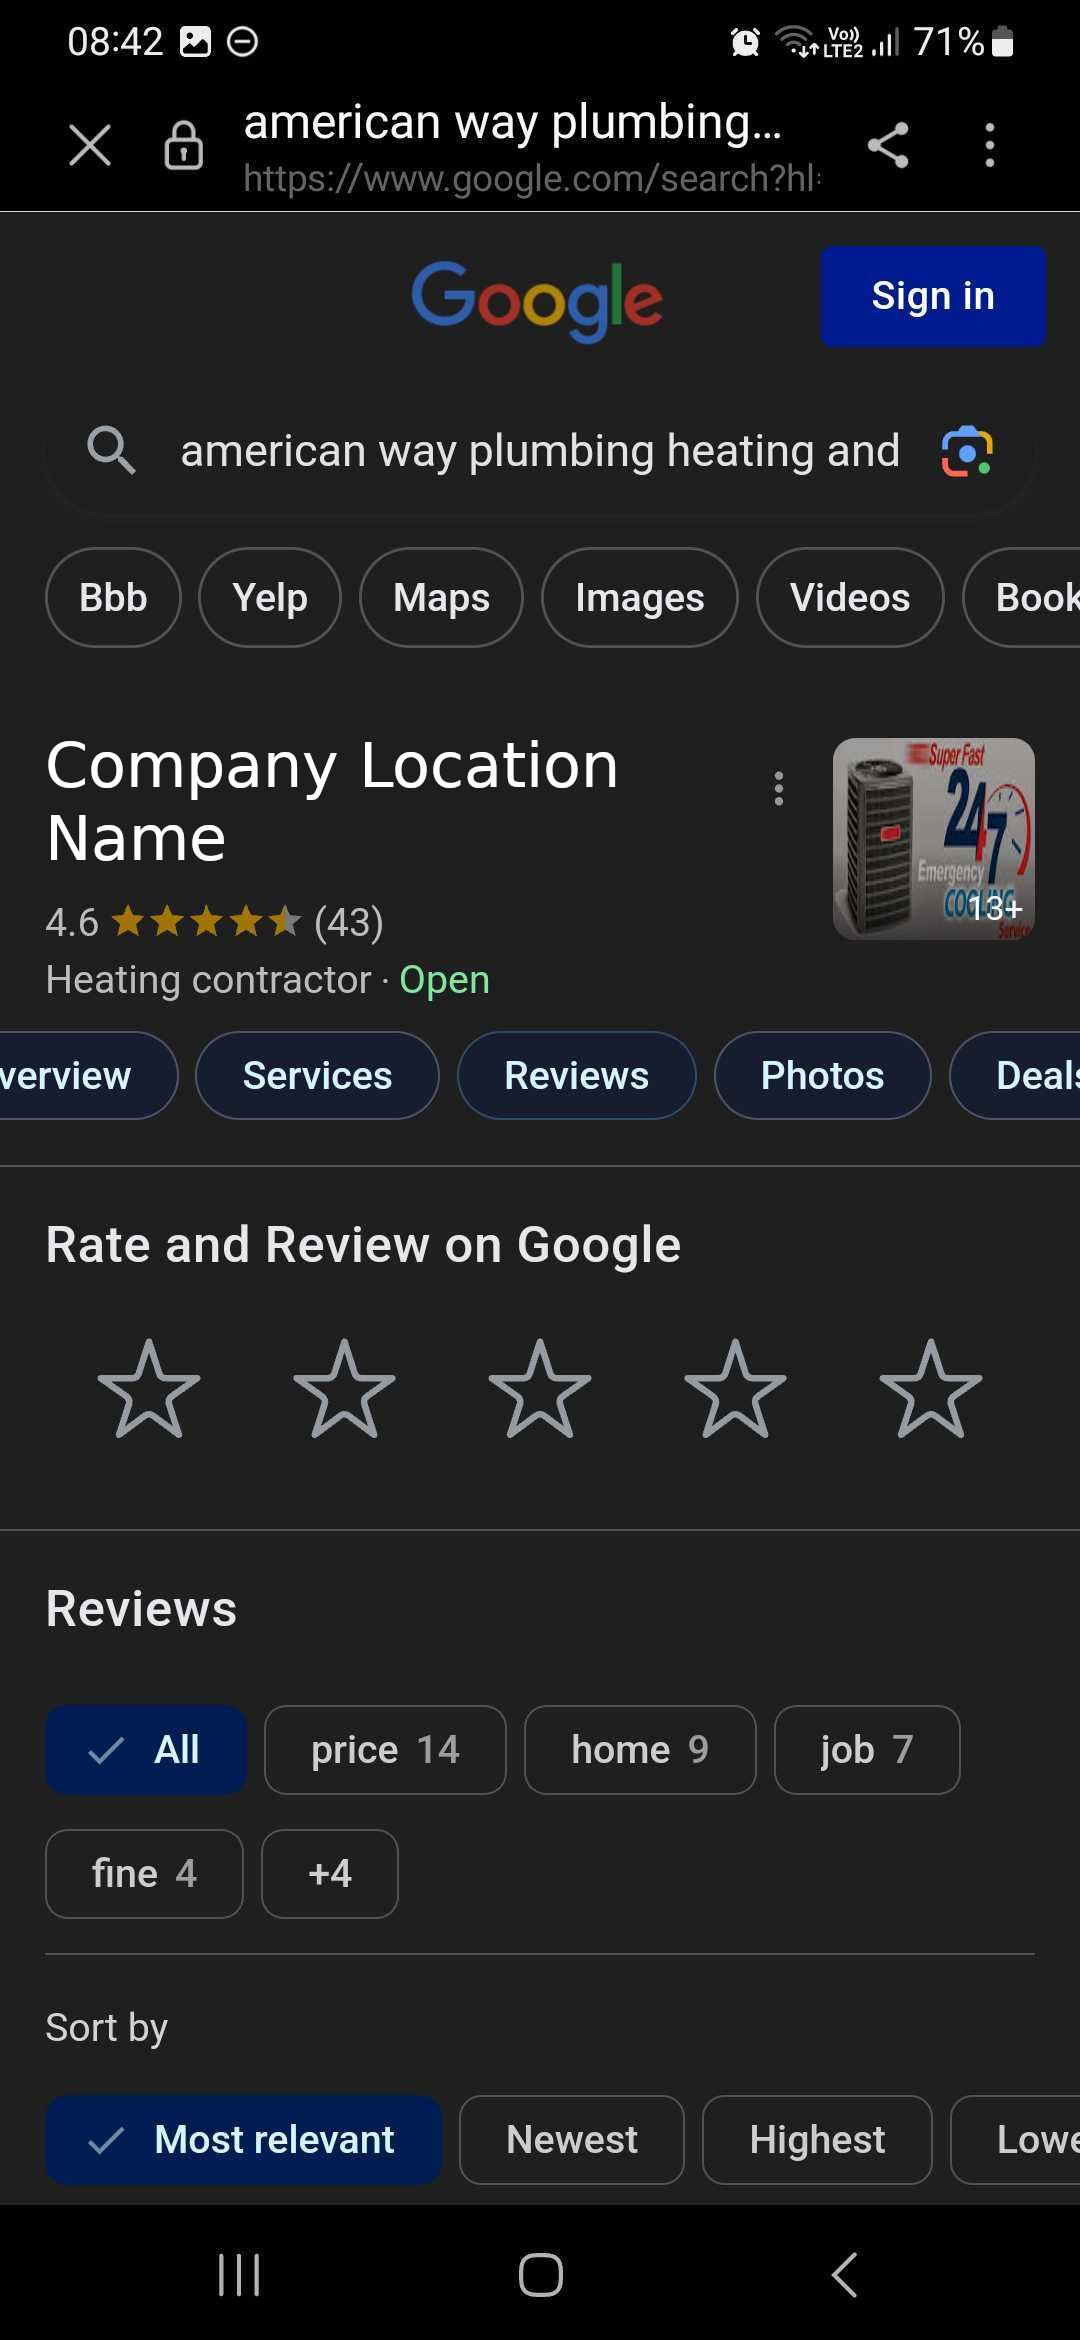 08:42
Vo))
LTE2
71%
american way plumbing...
https://www.google.com/search?hl
Google
Sign in
american way plumbing heating and
Bbb
Yelp
Maps
Images
Videos
Book
Company Location
Name
Super Fast
24/7
Emergency
COOLING
Service
13+
4.6 (43)
Heating contractor · Open
verview
Services
Reviews
Photos
Deals
Rate and Review on Google
Reviews
All
price 14
home 9
job 7
fine 4
+4
Sort by
Most relevant
Newest
Highest
Lowe